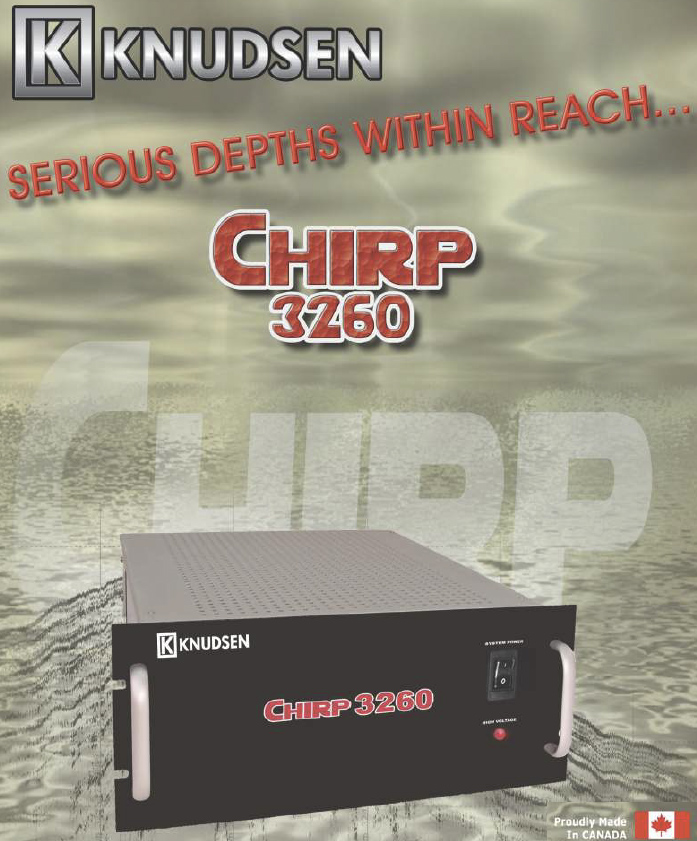 K KNUDSEN
SERIOUS DEPTHS WITHIN REACH...
CHIRP
3260
CHIRP
K KNUDSEN
SYSTEM POWER
CHIRP 3260
HIGH VOLTAGE
Proudly Made
In CANADA